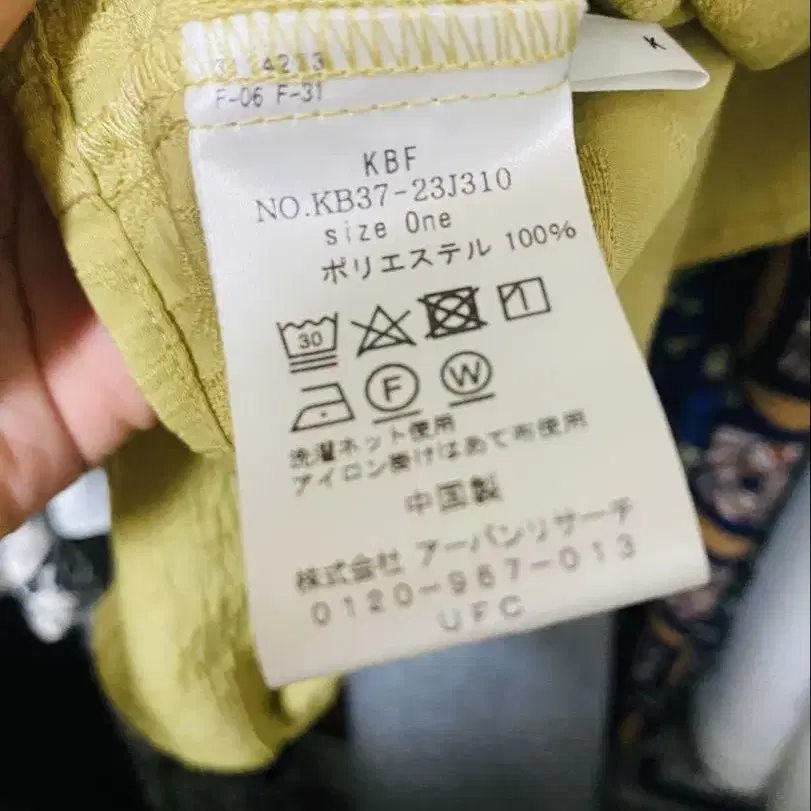 F-06 F-31
K
KBF
NO.KB37-23J310
size One
ポリエステル 100%
30
F W
洗濯ネット使用
アイロン掛けはあて布使用
中国製
株式会社 アーバンリサーチ
0120-967-013
UFC